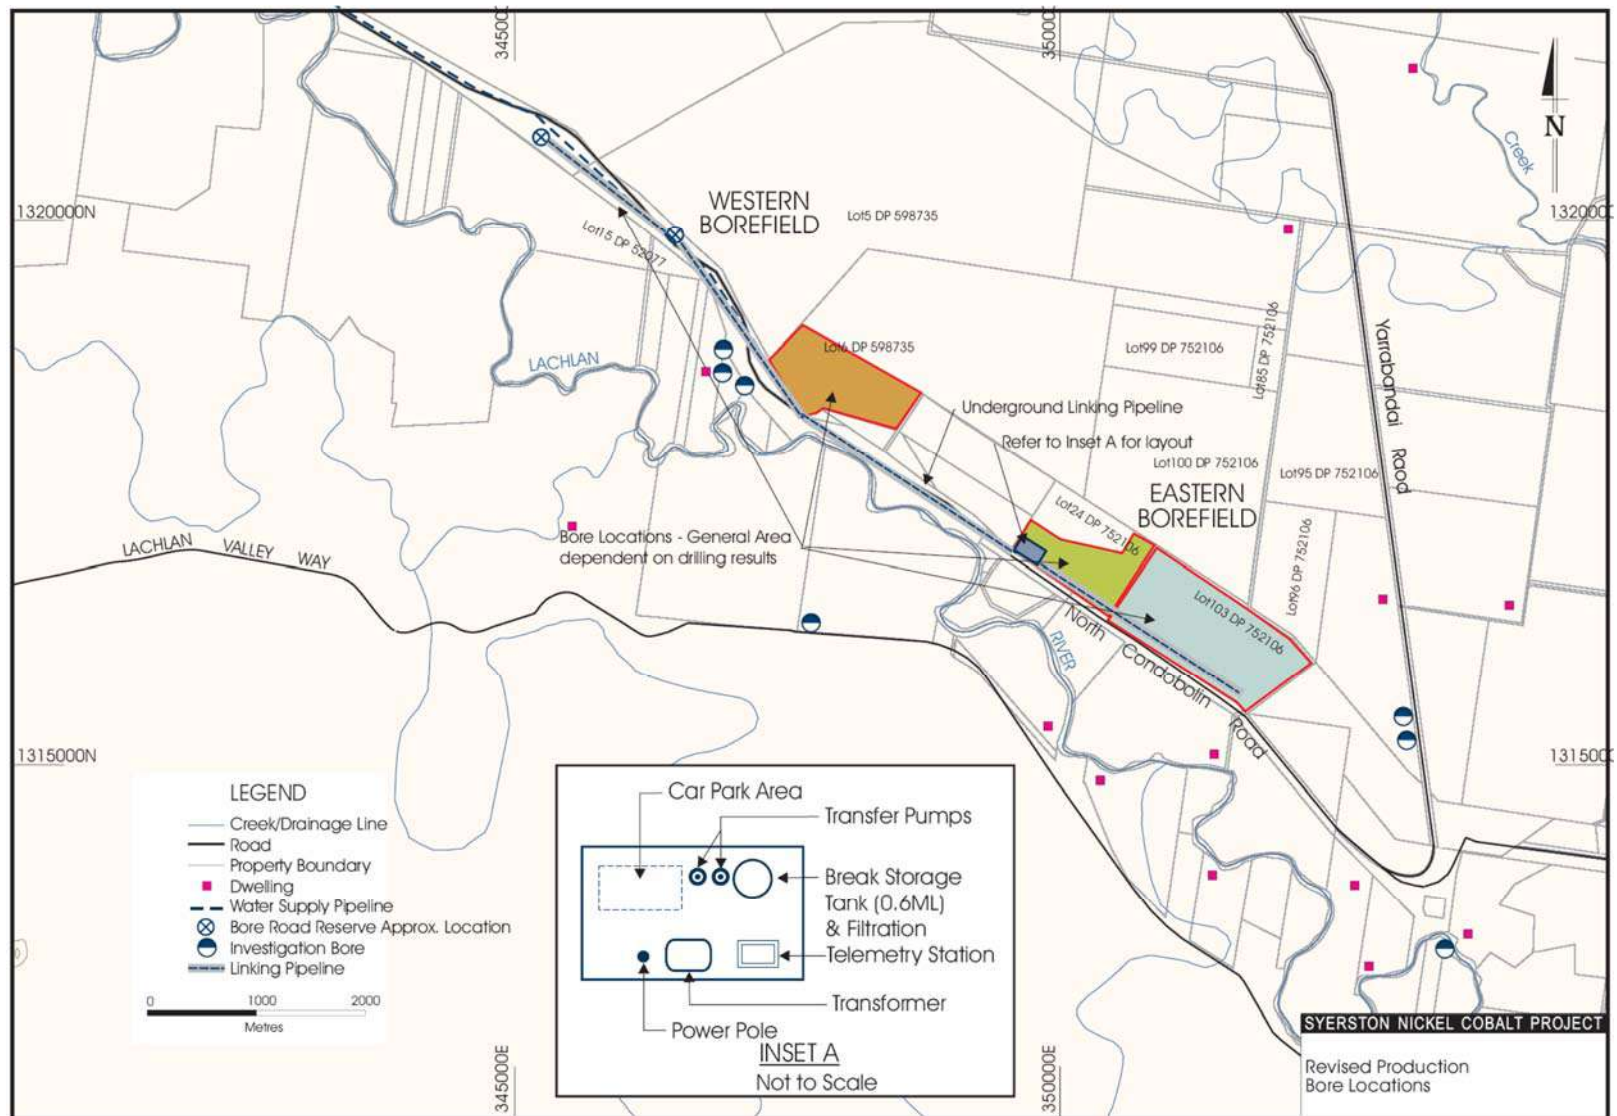 345000E
350000E
N
Creek
1320000N
1320000
WESTERN
BOREFIELD
Lot5 DP 598735
Lot15 DP 52077
LACHLAN
Lot6 DP 598735
Lot99 DP 752106
Lot85 DP 752106
Yarrabandai Raod
Underground Linking Pipeline
Refer to Inset A for layout
Lot100 DP 752106
Lot95 DP 752106
EASTERN
BOREFIELD
Lot24 DP 752106
Bore Locations - General Area
dependent on drilling results
LACHLAN VALLEY WAY
Lot96 DP 752106
Lot103 DP 752106
RIVER
North Condobolin Road
1315000N
1315000
LEGEND
Creek/Drainage Line
Road
Property Boundary
Dwelling
Water Supply Pipeline
Bore Road Reserve Approx. Location
Investigation Bore
Linking Pipeline
0 1000 2000
Metres
Car Park Area
Transfer Pumps
Break Storage
Tank (0.6ML)
& Filtration
Telemetry Station
Transformer
Power Pole
INSET A
Not to Scale
345000E
350000E
SYERSTON NICKEL COBALT PROJECT
Revised Production
Bore Locations